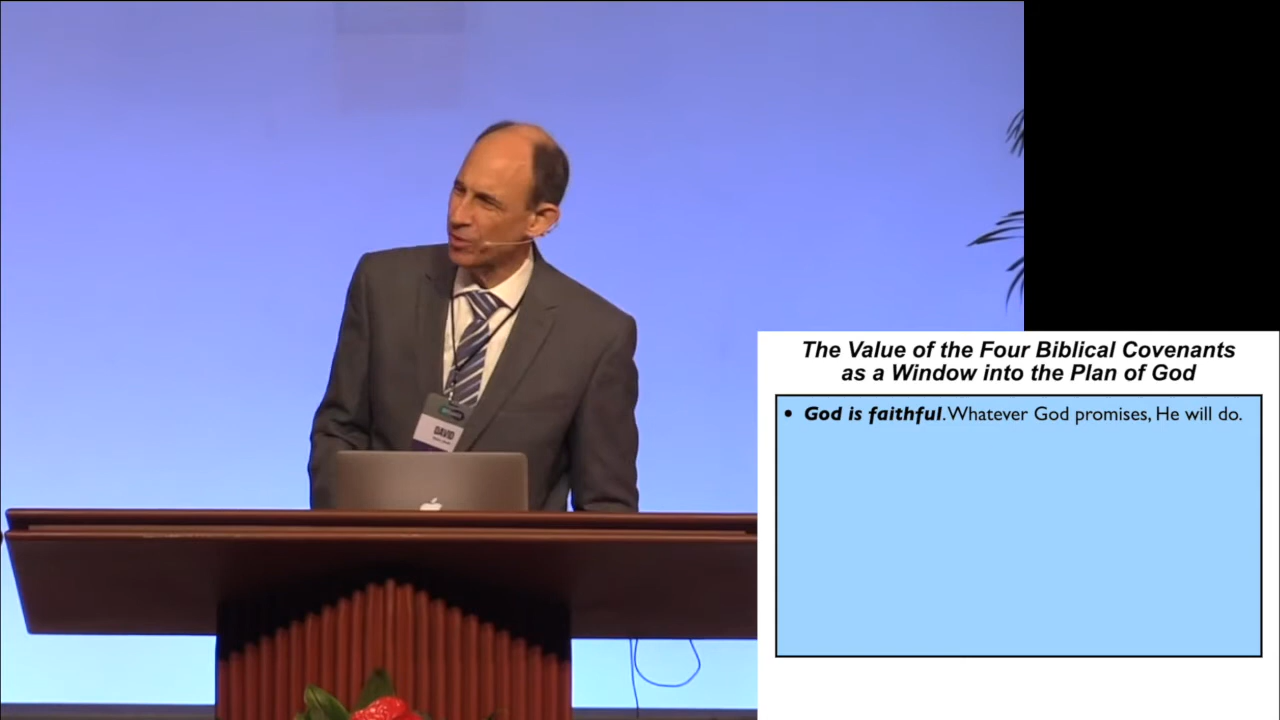 DAVID
The Value of the Four Biblical Covenants
as a Window into the Plan of God
• God is faithful. Whatever God promises, He will do.